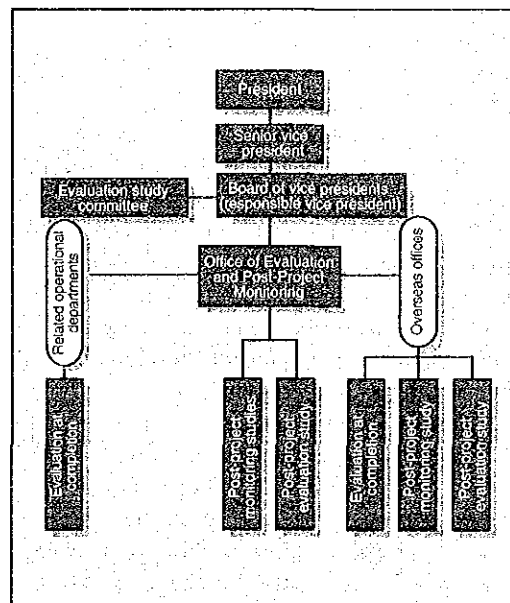 President
Senior vice
president
Evaluation study
committee
Board of vice presidents
(responsible vice president)
Related operational
departments
Office of Evaluation
and Post-Project
Monitoring
Overseas offices
Evaluation at
completion
Post-project
monitoring studies
Post-project
evaluation study
Evaluation at
completion
Post-project
monitoring study
Post-project
evaluation study